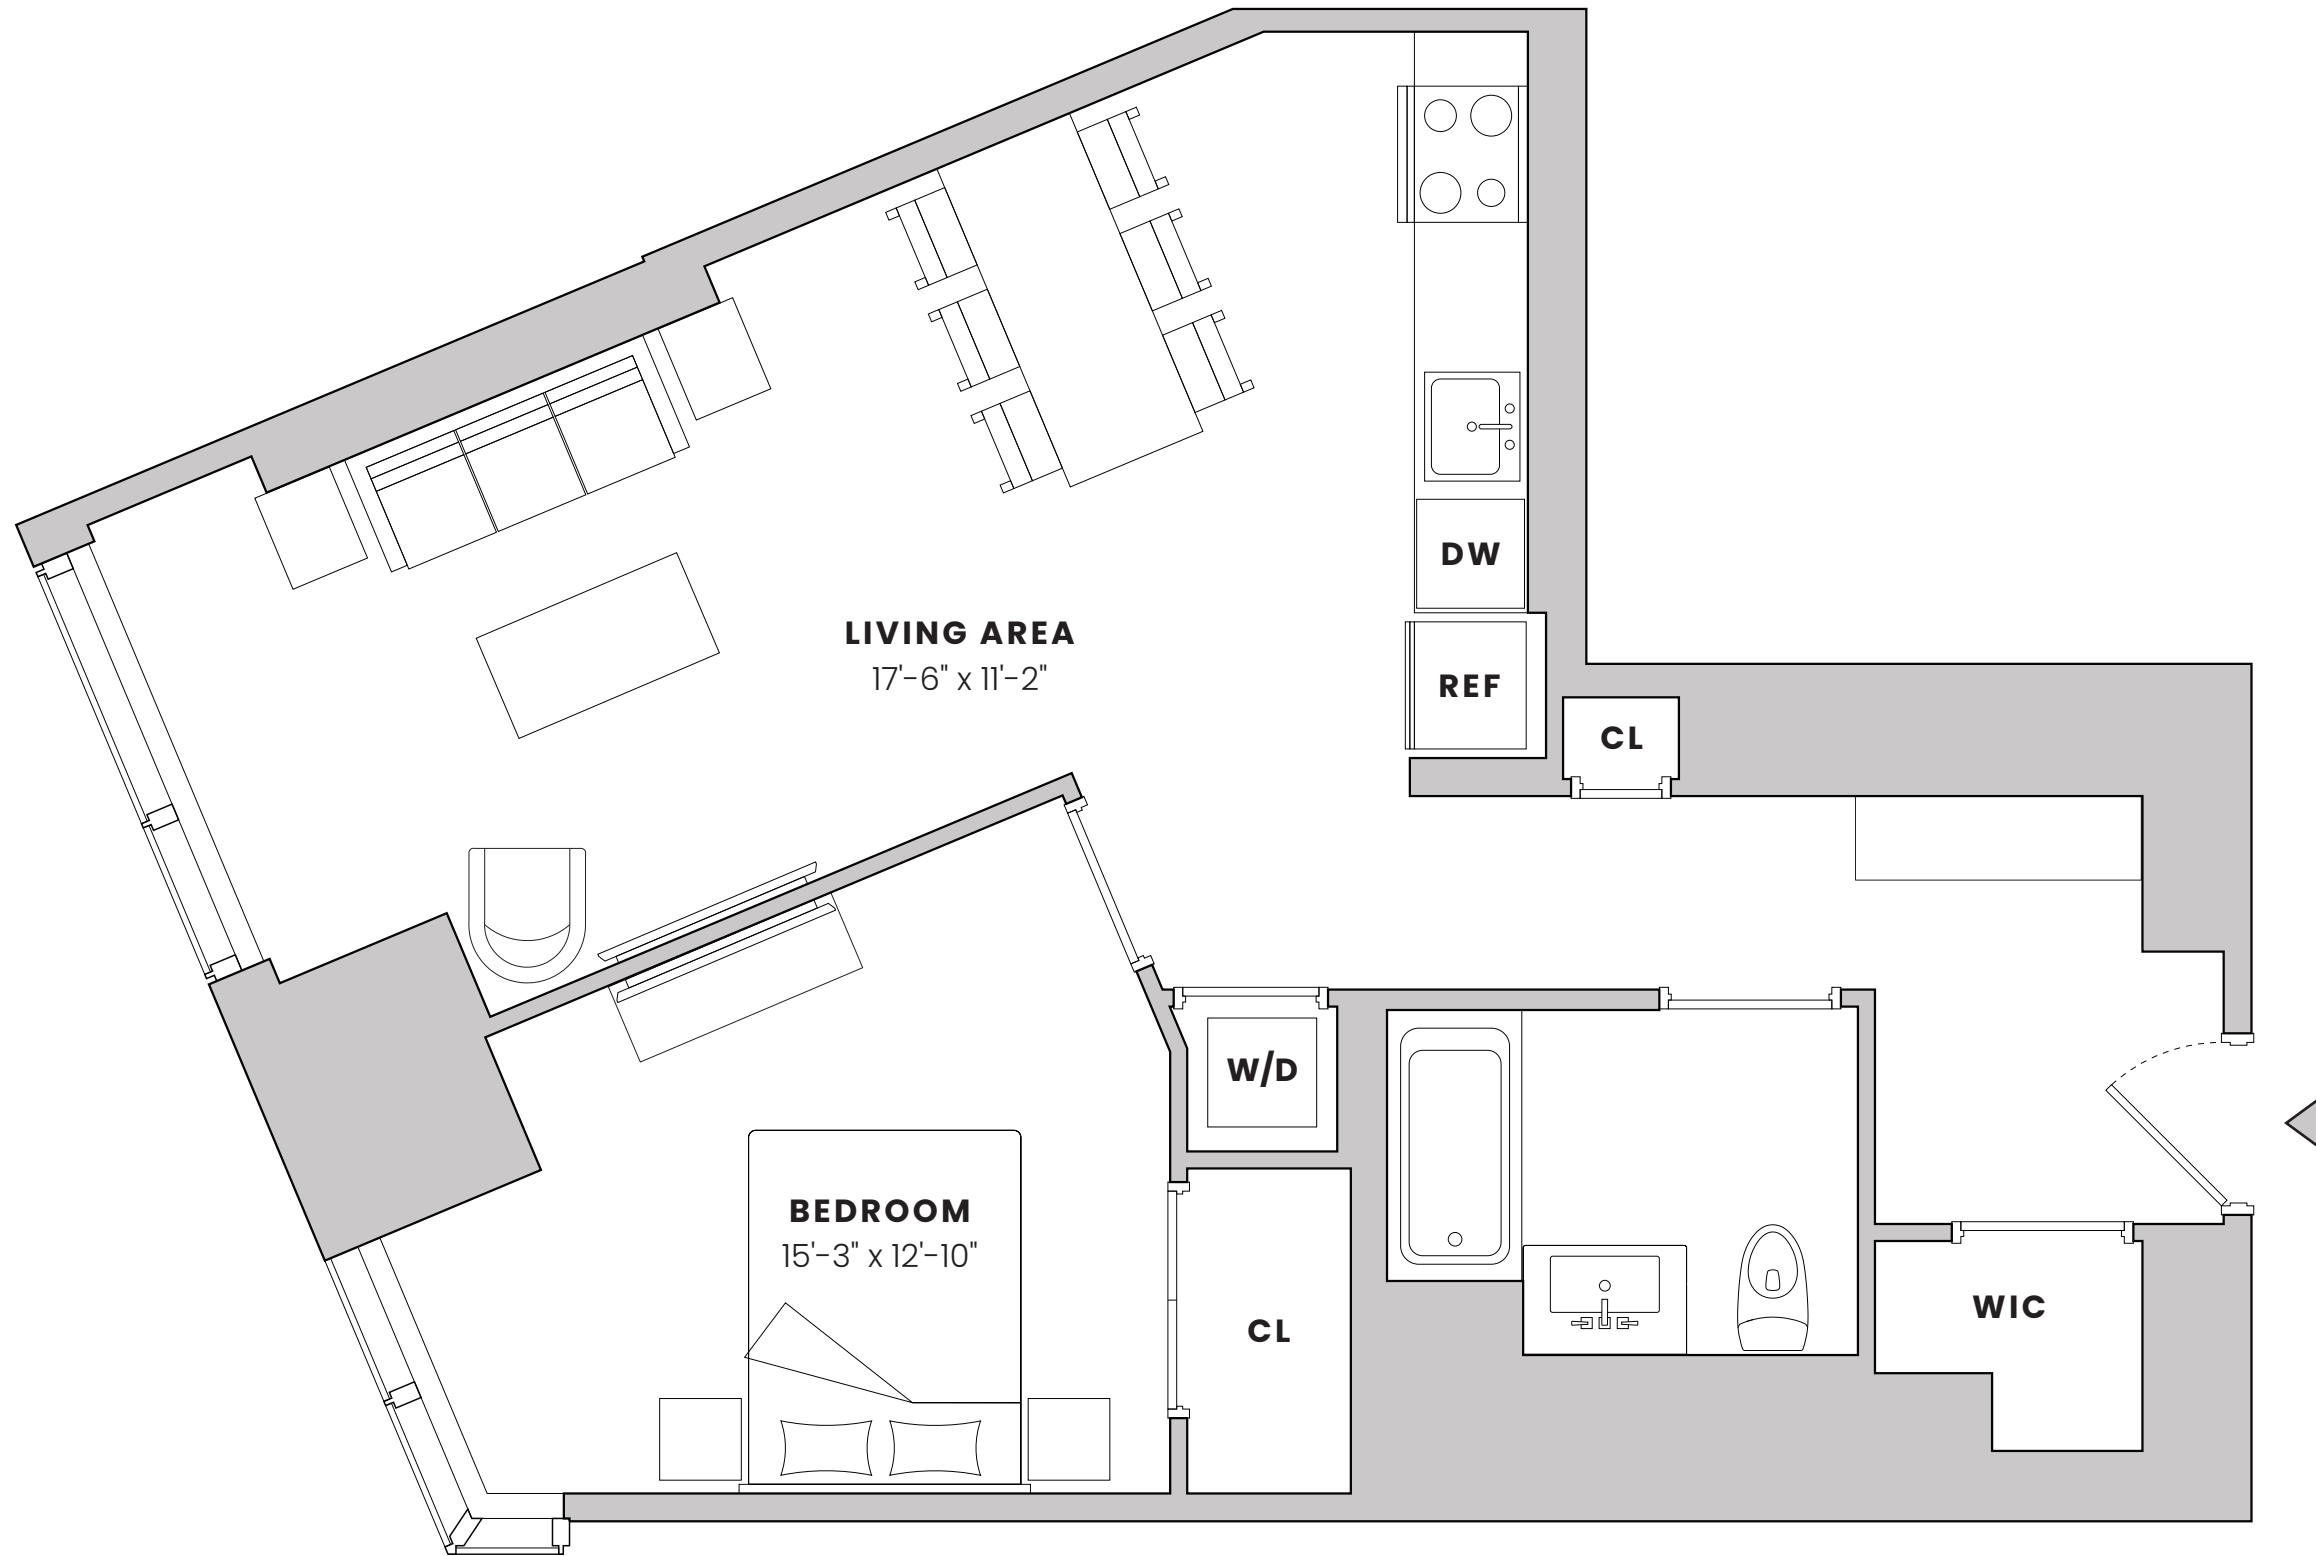 DW
LIVING AREA
17'-6" x 11'-2"
REF
CL
W/D
BEDROOM
15'-3" x 12'-10"
CL
WIC